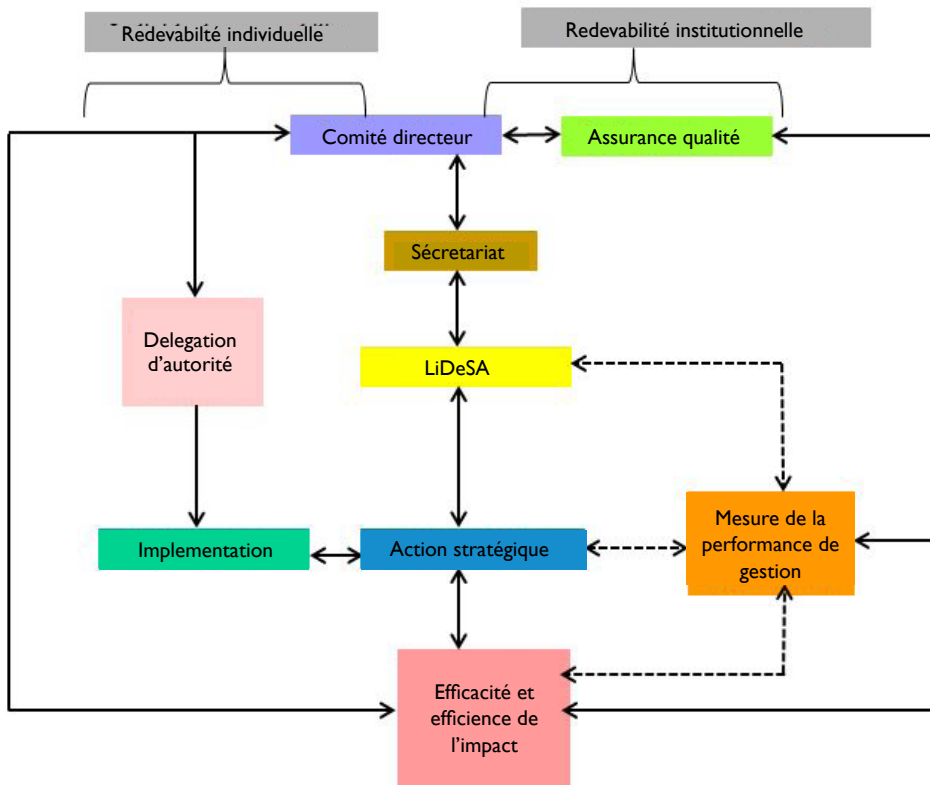 Redevabilté individuelle
Redevabilité institutionnelle
Comité directeur
Assurance qualité
Sécretariat
Delegation
d’autorité
LiDeSA
Implementation
Action stratégique
Mesure de la
performance de
gestion
Efficacité et
efficience de
l’impact